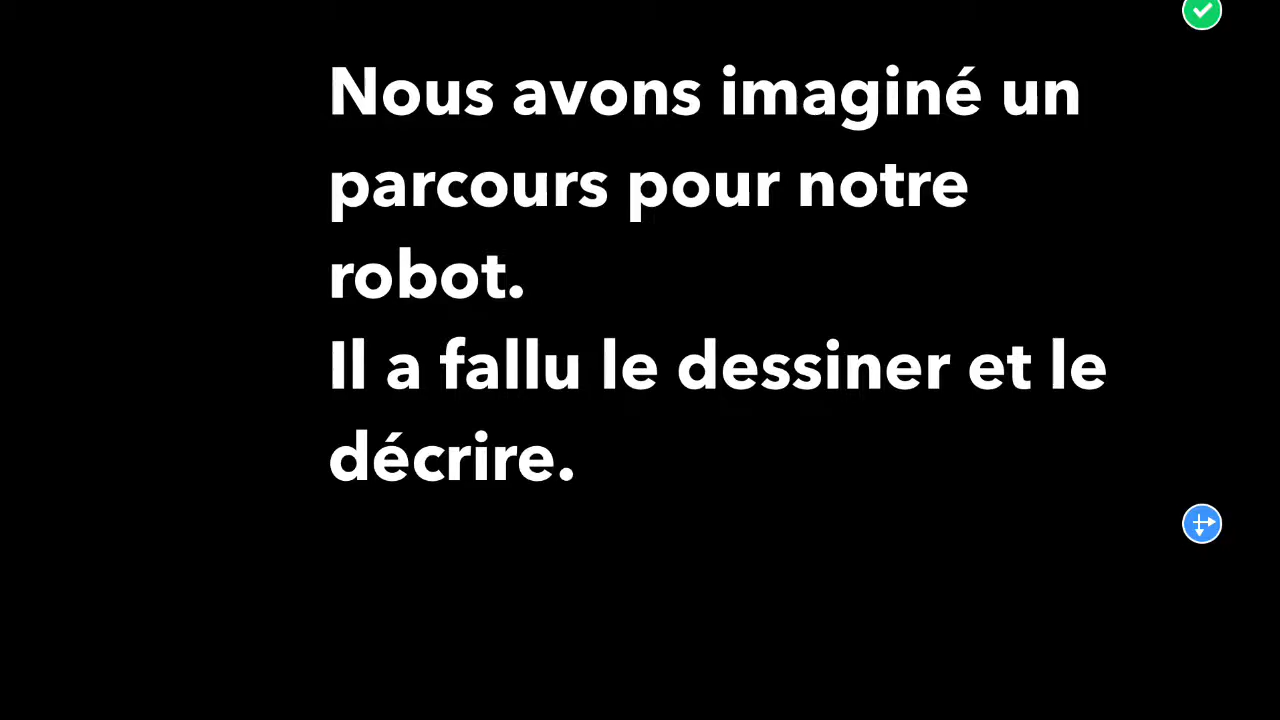 Nous avons imaginé un
parcours pour notre
robot.
Il a fallu le dessiner et le
décrire.